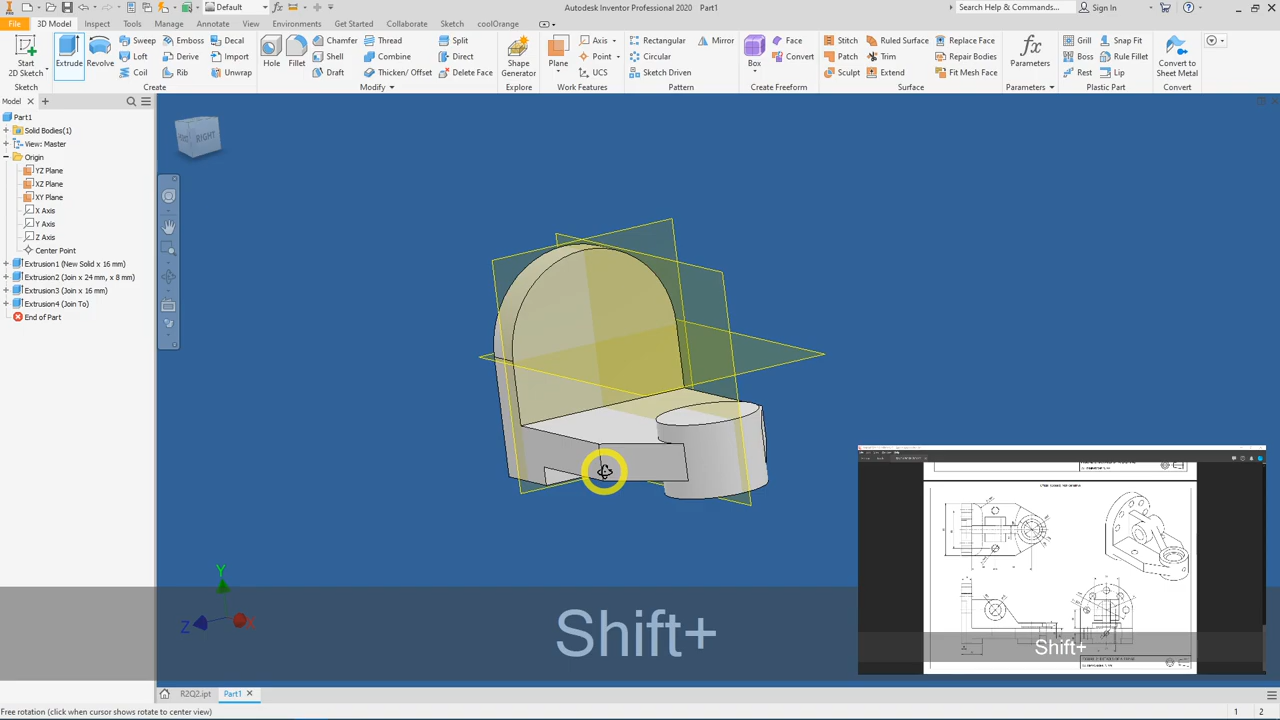 Default
Autodesk Inventor Professional 2020 Part1
Search Help & Commands...
Sign In
File
3D Model
Sketch
Inspect
Tools
Manage
Annotate
View
Environments
Get Started
Collaborate
Sketch
coolOrange
Start
2D Sketch
Sketch
Extrude
Revolve
Sweep
Loft
Coil
Emboss
Derive
Rib
Decal
Import
Unwrap
Create
Hole
Fillet
Chamfer
Shell
Draft
Thread
Combine
Thicken/ Offset
Split
Direct
Delete Face
Modify
Shape
Generator
Explore
Plane
Axis
Point
UCS
Work Features
Rectangular
Circular
Sketch Driven
Mirror
Pattern
Box
Face
Convert
Create Freeform
Stitch
Patch
Sculpt
Ruled Surface
Trim
Extend
Replace Face
Repair Bodies
Fit Mesh Face
Surface
Parameters
Parameters
Grill
Boss
Rest
Snap Fit
Rule Fillet
Lip
Plastic Part
Convert to
Sheet Metal
Convert
Model
Part1
Solid Bodies(1)
View: Master
Origin
YZ Plane
XZ Plane
XY Plane
X Axis
Y Axis
Z Axis
Center Point
Extrusion1 (New Solid x 16 mm)
Extrusion2 (Join x 24 mm, x 8 mm)
Extrusion3 (Join x 16 mm)
Extrusion4 (Join To)
End of Part
RIGHT
Y
Z
Shift+
Shift+
R2Q2.ipt
Part1
Free rotation (click when cursor shows rotate to center view)
1
2